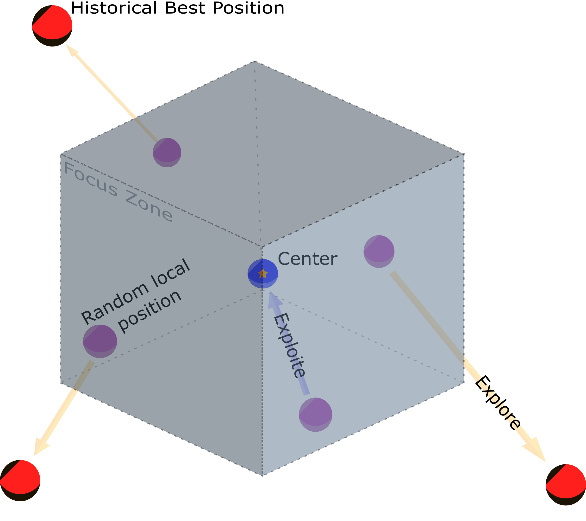 Historical Best Position
Focus Zone
Center
Random local
position
Exploite
Explore